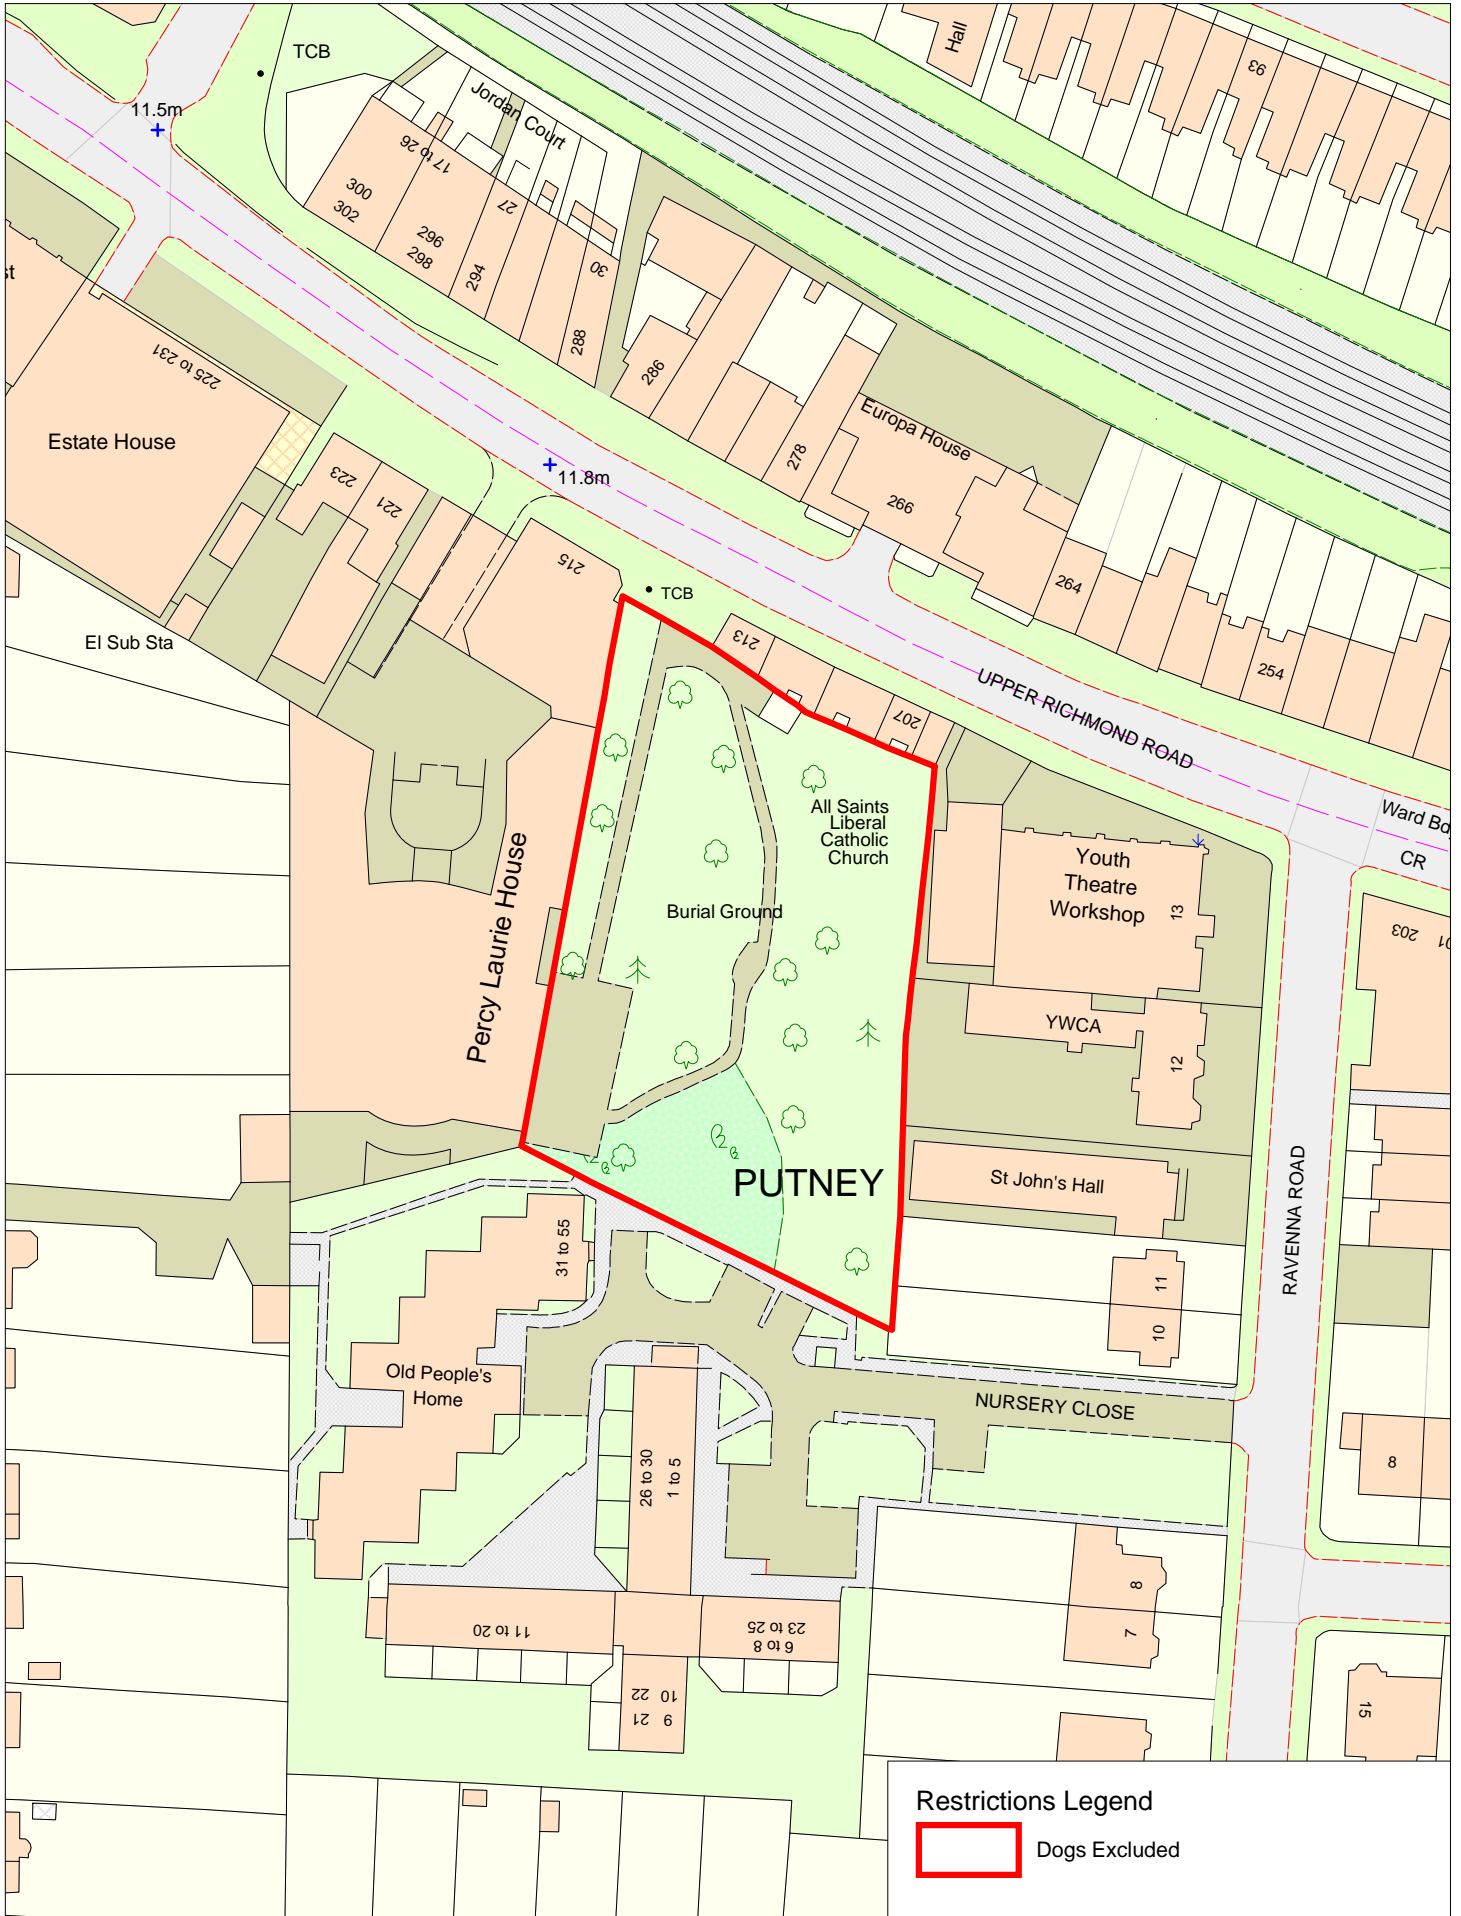 TCB
11.5m
Jordan Court
17 to 26
300
302
296
298
294
27
30
288
286
Hall
93
225 to 231
Estate House
223
221
215
El Sub Sta
11.8m
278
Europa House
266
264
254
TCB
213
207
UPPER RICHMOND ROAD
Ward Bd
CR
203
01
st
All Saints
Liberal
Catholic
Church
Burial Ground
Percy Laurie House
Youth
Theatre
Workshop
13
YWCA
12
St John's Hall
PUTNEY
RAVENNA ROAD
11
10
31 to 55
Old People's
Home
NURSERY CLOSE
26 to 30
1 to 5
8
8
7
11 to 20
6 to 8
23 to 25
10
22
9
21
15
Restrictions Legend
Dogs Excluded